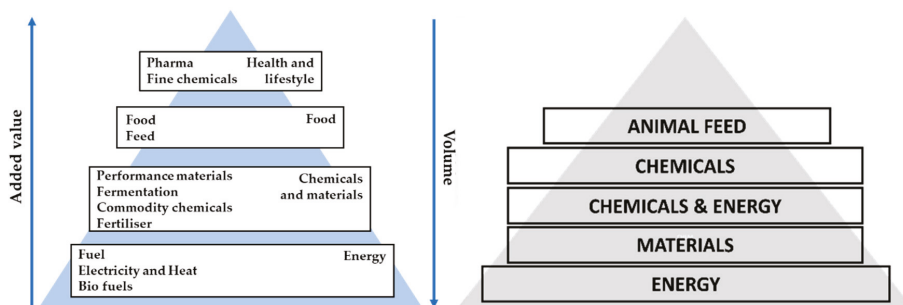 Added value
Pharma Health and
Fine chemicals lifestyle
Food Food
Feed
Performance materials Chemicals
Fermentation and materials
Commodity chemicals
Fertiliser
Fuel Energy
Electricity and Heat
Bio fuels
Volume
ANIMAL FEED
CHEMICALS
CHEMICALS & ENERGY
MATERIALS
ENERGY